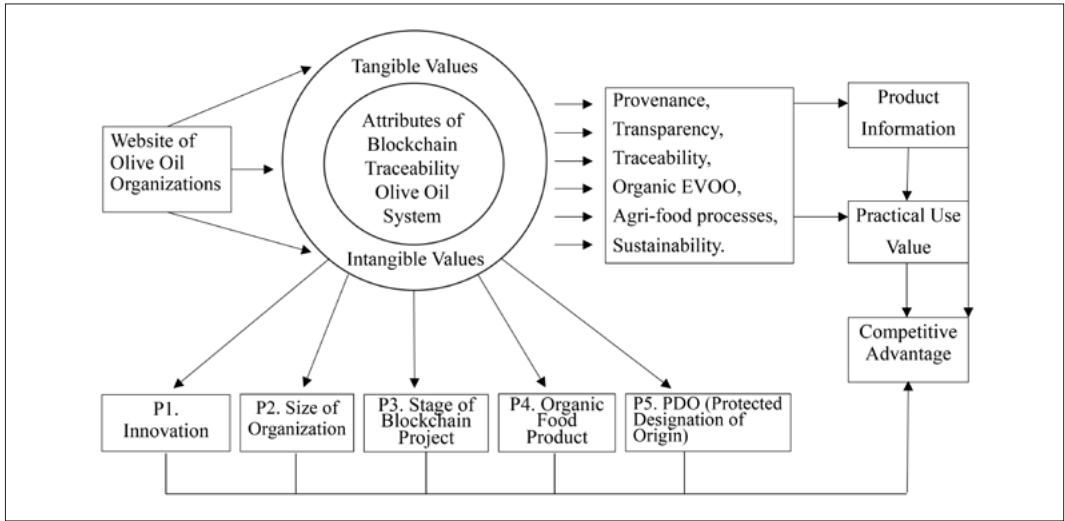 Tangible Values
Website of
Olive Oil
Organizations
Attributes of
Blockchain
Traceability
Olive Oil
System
Intangible Values
Provenance,
Transparency,
Traceability,
Organic EVOO,
Agri-food processes,
Sustainability.
Product
Information
Practical Use
Value
Competitive
Advantage
P1.
Innovation
P2. Size of
Organization
P3. Stage of
Blockchain
Project
P4. Organic
Food
Product
P5. PDO (Protected
Designation of
Origin)